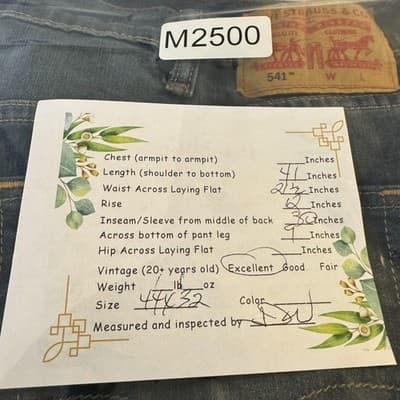 M2500
STRAUSS & CO
541™ W L
Chest (armpit to armpit) Inches
Length (shoulder to bottom) 41 Inches
Waist Across Laying Flat Inches
Rise 12 Inches
Inseam/Sleeve from middle of back 30 Inches
Across bottom of pant leg 9 Inches
Hip Across Laying Flat Inches
Vintage (20+ years old) Excellent Good Fair
Weight 1 lb oz
Size 44x32 Color
Measured and inspected by